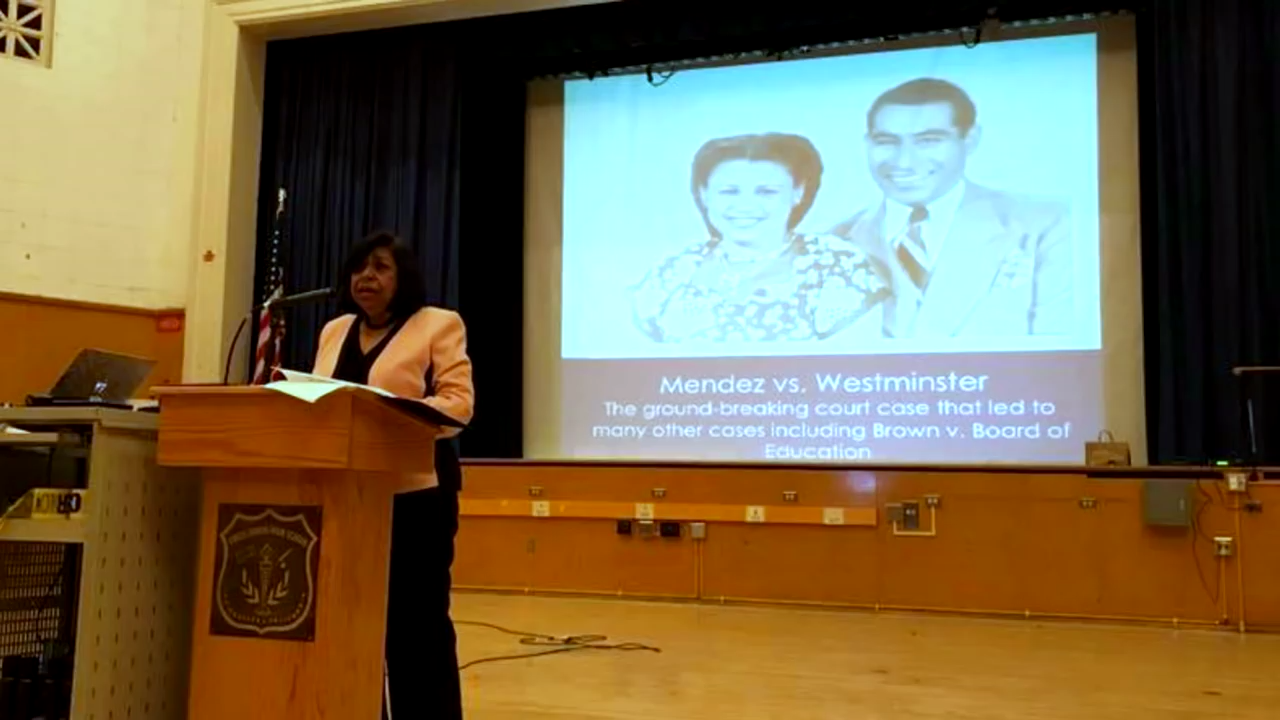 Mendez vs. Westminster
The ground-breaking court case that led to
many other cases including Brown v. Board of
Education